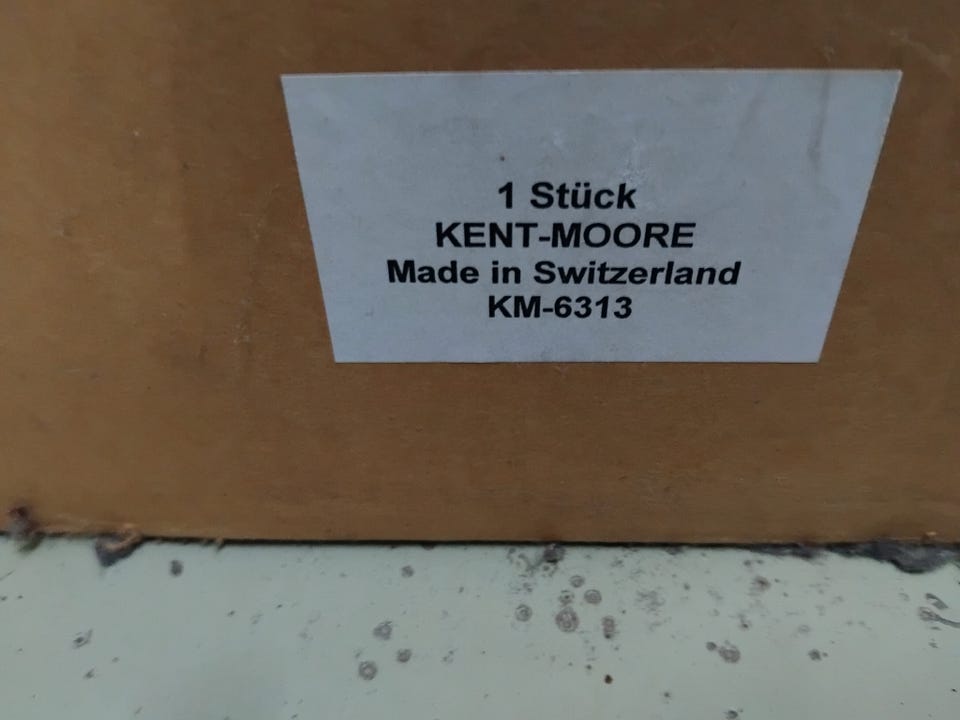 1 Stück
KENT-MOORE
Made in Switzerland
KM-6313